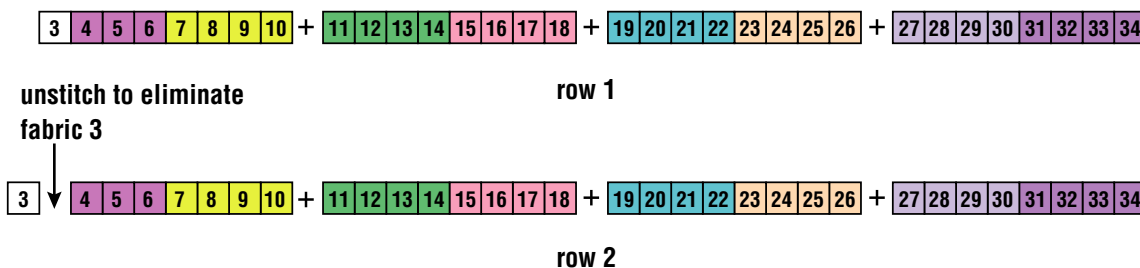 3 4 5 6 7 8 9 10 + 11 12 13 14 15 16 17 18 + 19 20 21 22 23 24 25 26 + 27 28 29 30 31 32 33 34
row 1
unstitch to eliminate
fabric 3
3 4 5 6 7 8 9 10 + 11 12 13 14 15 16 17 18 + 19 20 21 22 23 24 25 26 + 27 28 29 30 31 32 33 34
row 2